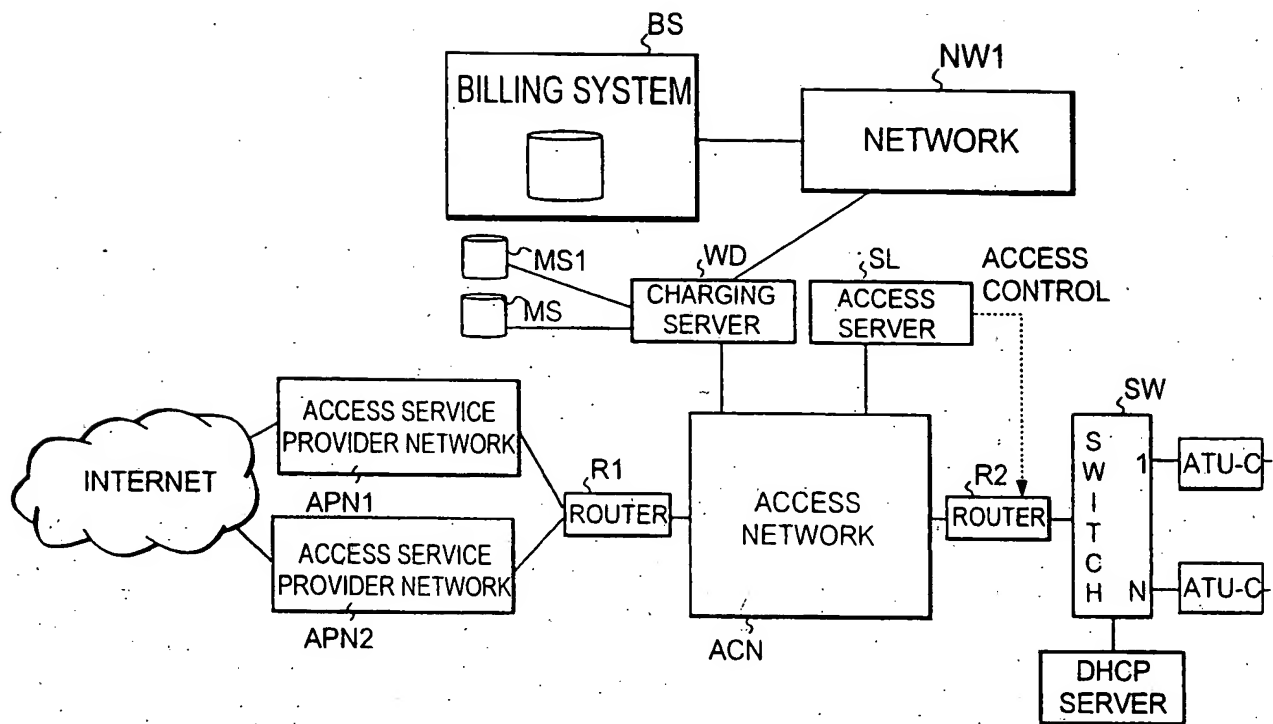 BS
BILLING SYSTEM
NW1
NETWORK
MS1
MS
WD
CHARGING
SERVER
SL
ACCESS
SERVER
ACCESS
CONTROL
INTERNET
ACCESS SERVICE
PROVIDER NETWORK
APN1
ACCESS SERVICE
PROVIDER NETWORK
APN2
R1
ROUTER
ACCESS
NETWORK
ACN
R2
ROUTER
SW
SWITCH
1
N
ATU-C
ATU-C
DHCP
SERVER